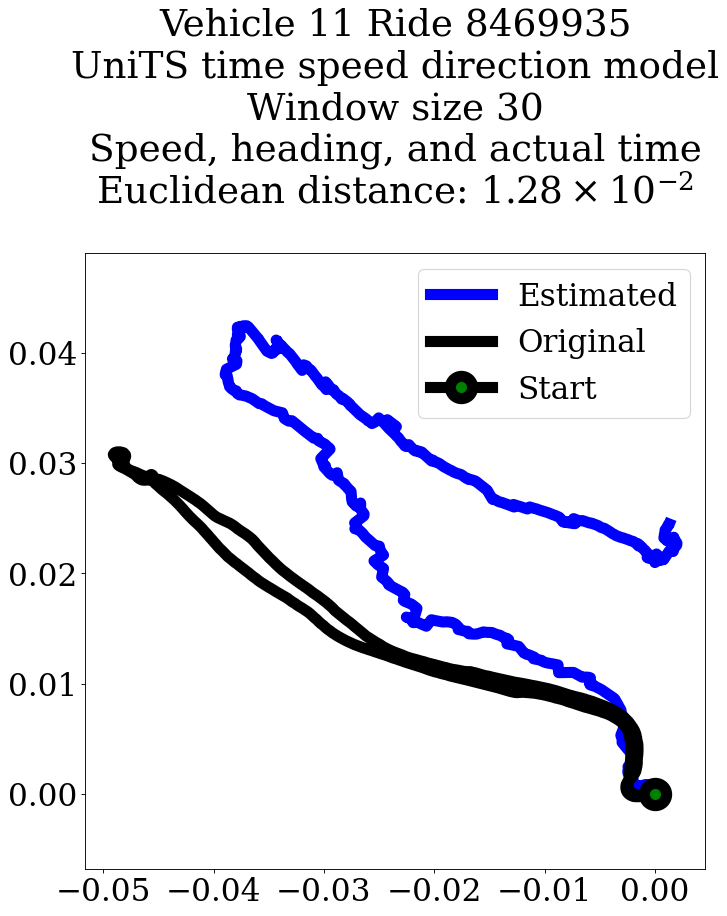 Vehicle 11 Ride 8469935
UniTS time speed direction model
Window size 30
Speed, heading, and actual time
Euclidean distance: 1.28 × 10⁻²
Estimated
Original
Start
0.04
0.03
0.02
0.01
0.00
−0.05 −0.04 −0.03 −0.02 −0.01 0.00